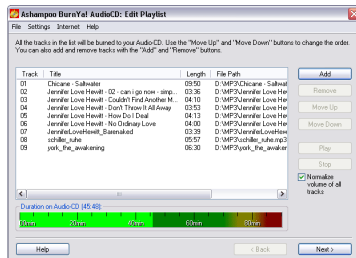 Ashampoo BurnYa! AudioCD: Edit Playlist
File Settings Internet Help
All the tracks in the list will be burned to your Audio-CD. Use the "Move Up" and "Move Down" buttons to change the order.
You can also add and remove tracks with the "Add" and "Remove" buttons.
Track Title Length File Path
01 Chicane - Saltwater 09:50 D:\MP3\Chicane - Saltwat
02 Jennifer Love Hewitt - 02 - can i go now - simp... 03:36 D:\MP3\Jennifer Love He
03 Jennifer Love Hewitt - Couldn't Find Another M... 04:10 D:\MP3\Jennifer Love He
04 Jennifer Love Hewitt - Don't Throw It All Away 03:53 D:\MP3\Jennifer Love He
05 Jennifer Love Hewitt - How Do I Deal 04:13 D:\MP3\Jennifer Love He
06 Jennifer Love Hewitt - No Ordinary Love 04:00 D:\MP3\Jennifer Love He
07 JenniferLoveHewitt_Barenaked 03:39 D:\MP3\JenniferLoveHew
08 schiller_ruhe 05:57 D:\MP3\schiller_ruhe.mp3
09 york_the_awakening 06:30 D:\MP3\york_the_awaker
Add
Remove
Move Up
Move Down
Play
Stop
Normalize
volume of all
tracks
Duration on Audio-CD (45:48):
00min 20min 40min 60min 80min
Help < Back Next >